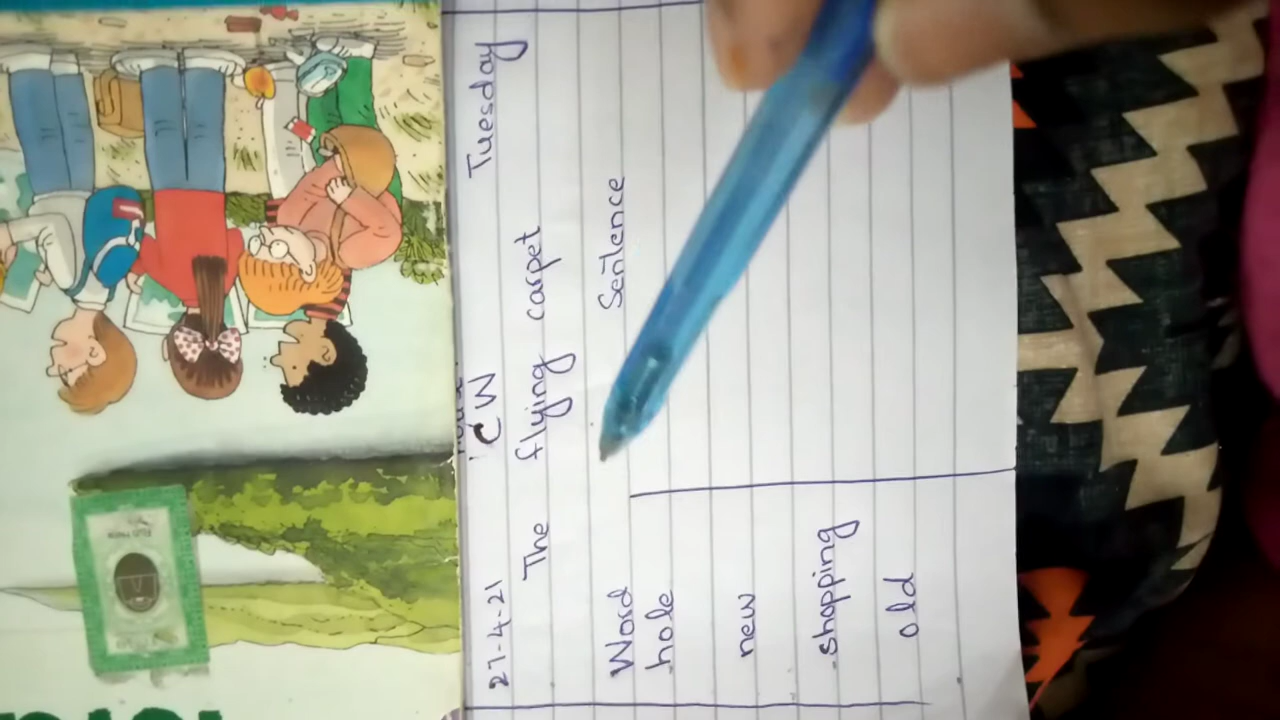 27-4-21 CW Tuesday
The flying carpet
Word Sentence
hole
new
shopping
old